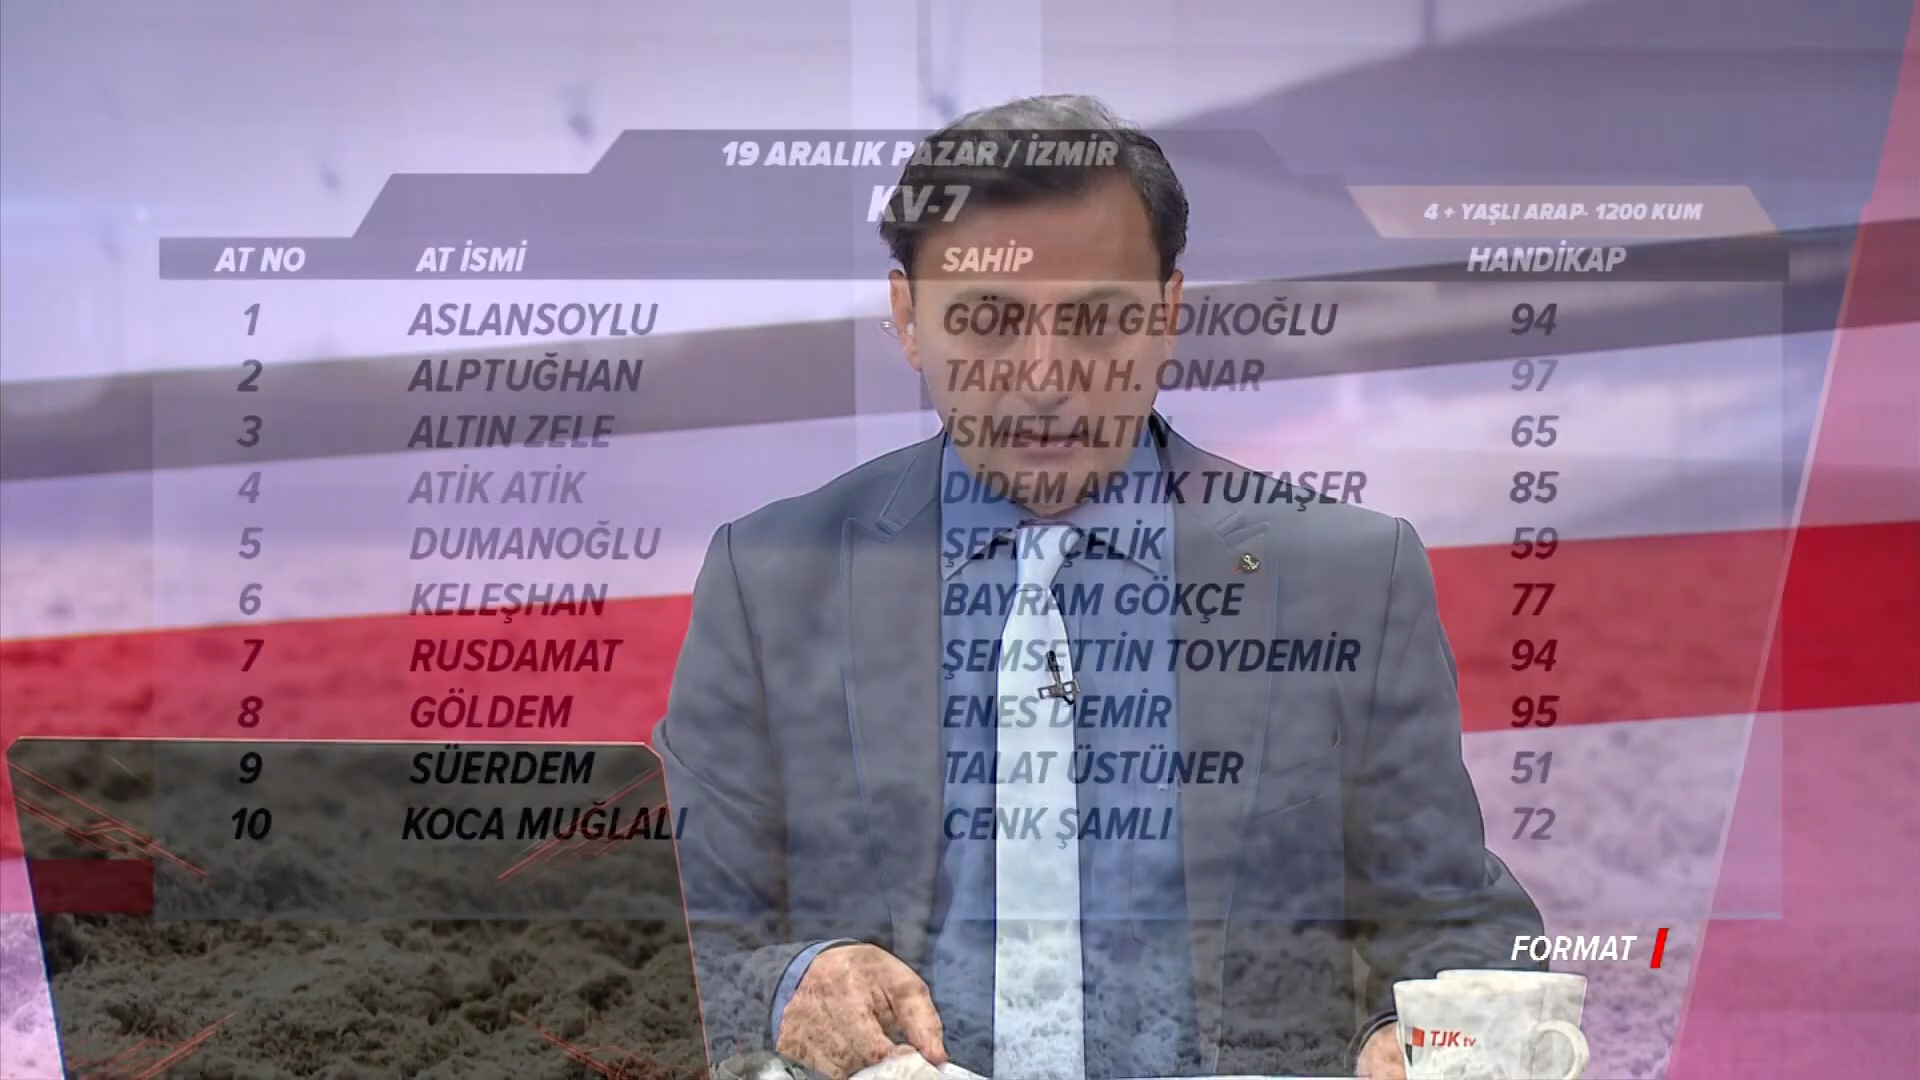 19 ARALIK PAZAR / İZMİR
KV-7
4 + YAŞLI ARAP- 1200 KUM
AT NO AT İSMİ SAHİP HANDİKAP
1 ASLANSOYLU GÖRKEM GEDİKOĞLU 94
2 ALPTUĞHAN TARKAN H. ONAR 97
3 ALTIN ZELE İSMET ALTIN 65
4 ATİK ATİK DİDEM ARTIK TUTAŞER 85
5 DUMANOĞLU ŞEFİK ÇELİK 59
6 KELEŞHAN BAYRAM GÖKÇE 77
7 RUSDAMAT ŞEMSETTİN TOYDEMİR 94
8 GÖLDEM ENES DEMİR 95
9 SÜERDEM TALAT ÜSTÜNER 51
10 KOCA MUĞLALI CENK ŞAMLI 72
FORMAT
TJK tv